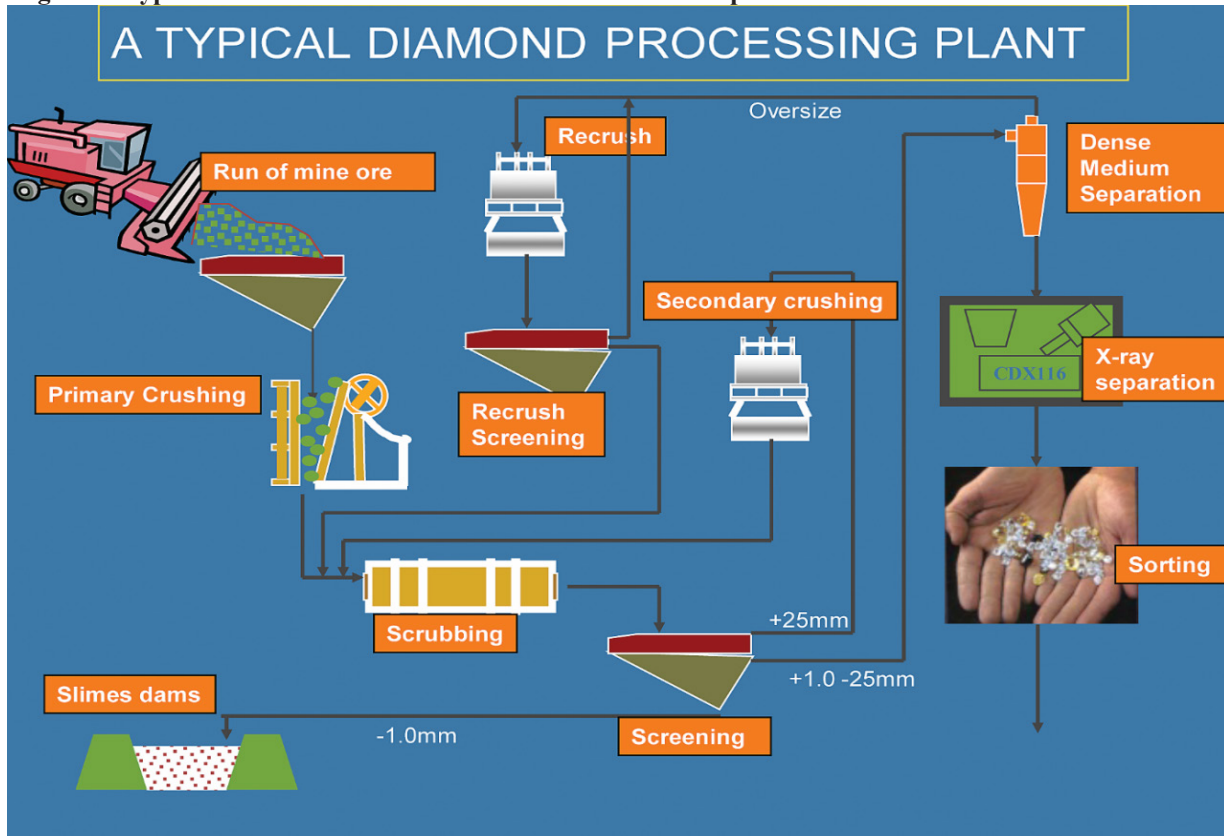 A TYPICAL DIAMOND PROCESSING PLANT
Oversize
Recrush
Dense
Medium
Separation
Run of mine ore
Secondary crushing
X-ray
separation
CDX116
Primary Crushing
Recrush
Screening
Sorting
+25mm
Scrubbing
+1.0 -25mm
Slimes dams
-1.0mm
Screening